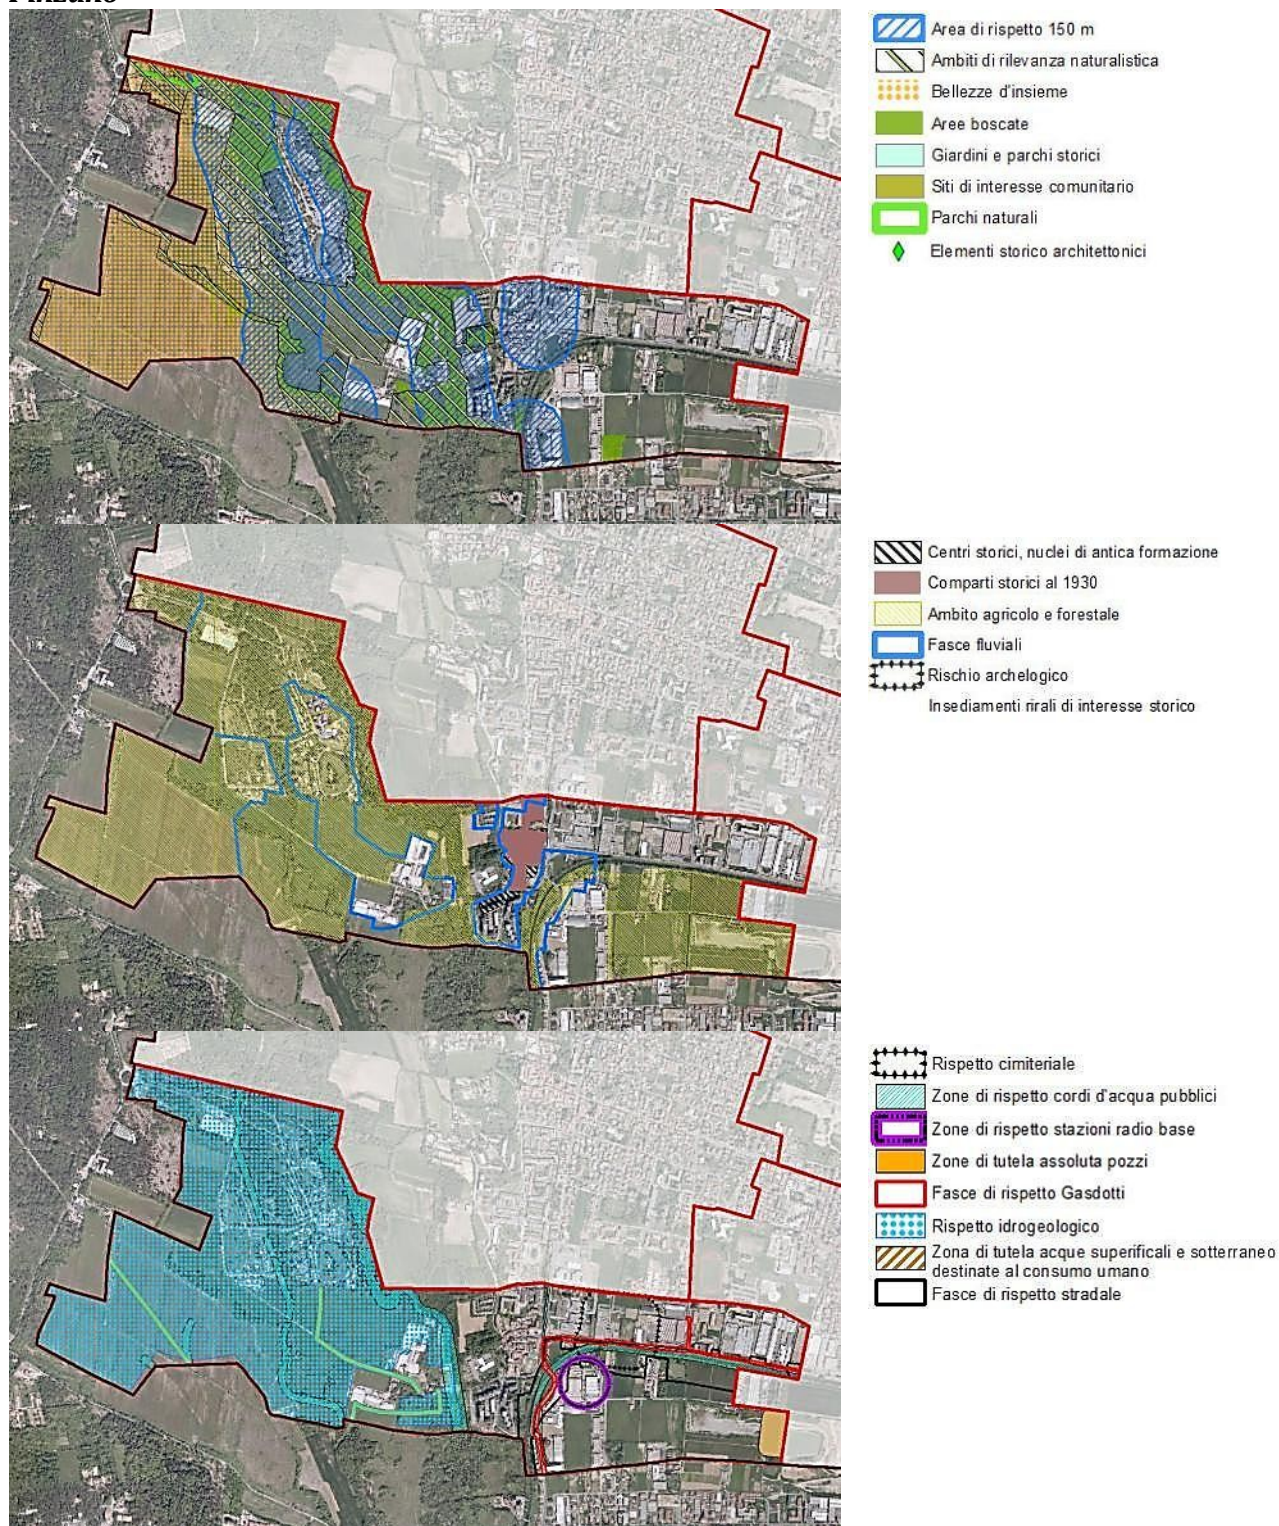 Area di rispetto 150 m
Ambiti di rilevanza naturalistica
Bellezze d'insieme
Aree boscate
Giardini e parchi storici
Siti di interesse comunitario
Parchi naturali
Elementi storico architettonici
Centri storici, nuclei di antica formazione
Comparti storici al 1930
Ambito agricolo e forestale
Fasce fluviali
Rischio archelogico
Insediamenti rirali di interesse storico
Rispetto cimiteriale
Zone di rispetto cordi d'acqua pubblici
Zone di rispetto stazioni radio base
Zone di tutela assoluta pozzi
Fasce di rispetto Gasdotti
Rispetto idrogeologico
Zona di tutela acque superificali e sotterraneo
destinate al consumo umano
Fasce di rispetto stradale